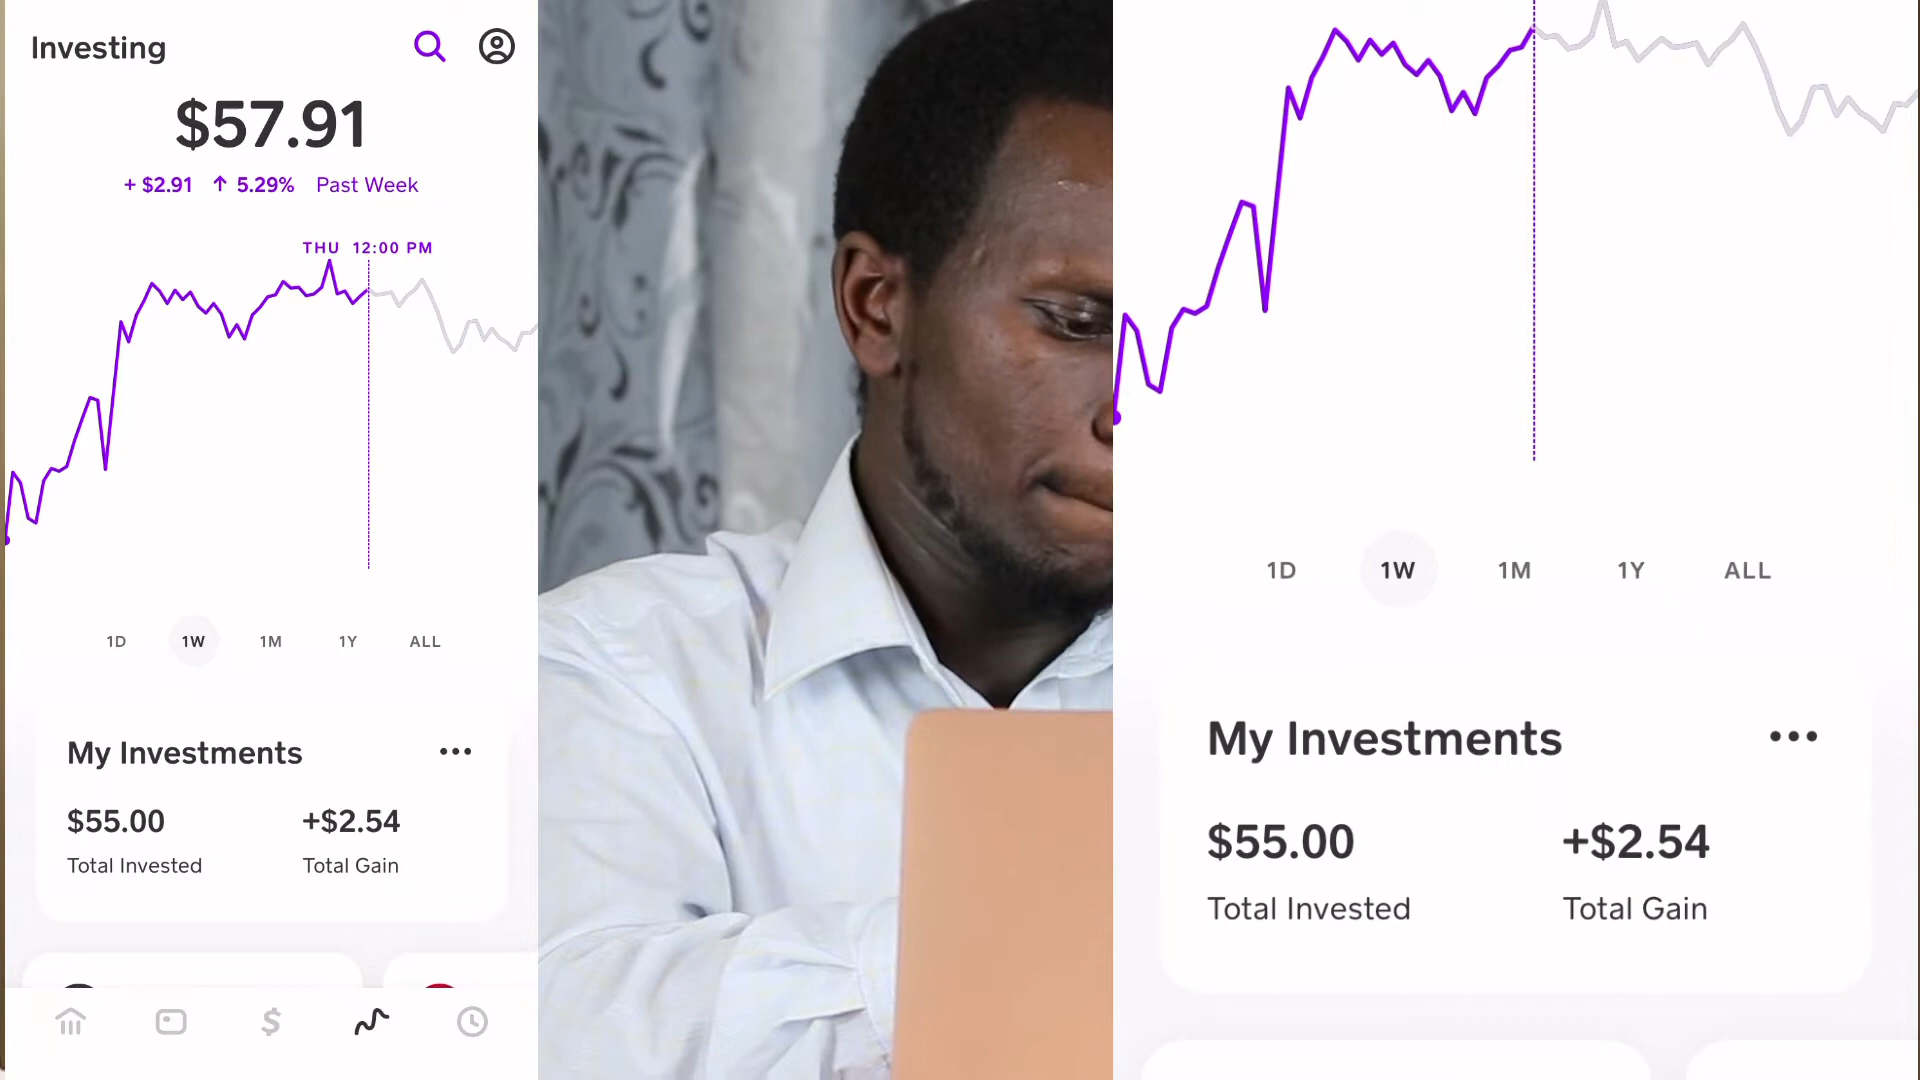 Investing
$57.91
+ $2.91 ↑ 5.29% Past Week
THU 12:00 PM
1D 1W 1M 1Y ALL
My Investments
$55.00 +$2.54
Total Invested Total Gain
1D 1W 1M 1Y ALL
My Investments
$55.00 +$2.54
Total Invested Total Gain